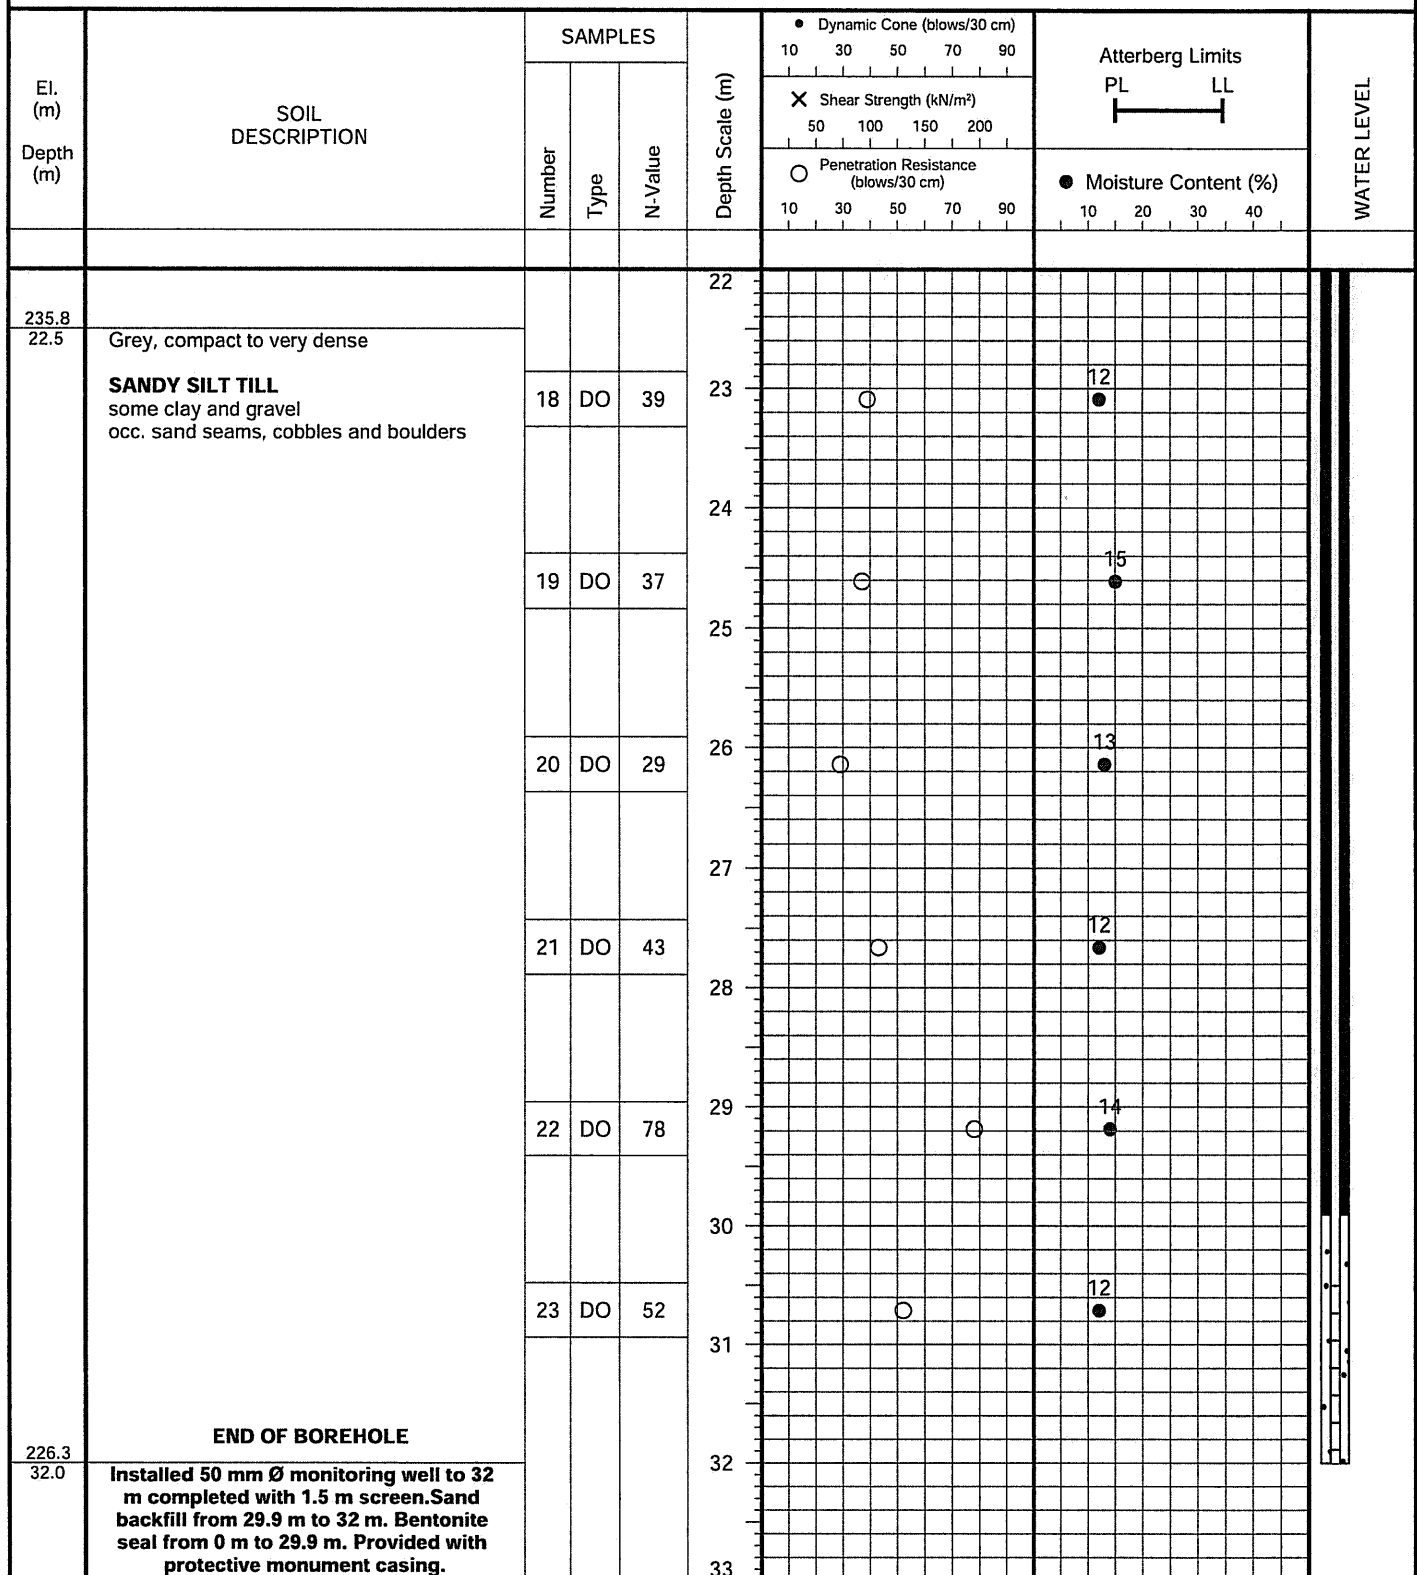 El.
(m)
Depth
(m)
SOIL
DESCRIPTION
SAMPLES
Number
Type
N-Value
Depth Scale (m)
Dynamic Cone (blows/30 cm)
10 30 50 70 90
Shear Strength (kN/m²)
50 100 150 200
Penetration Resistance
(blows/30 cm)
10 30 50 70 90
Atterberg Limits
PL LL
Moisture Content (%)
10 20 30 40
WATER LEVEL
22
235.8
22.5
Grey, compact to very dense
SANDY SILT TILL
some clay and gravel
occ. sand seams, cobbles and boulders
18 DO 39
23
12
24
19 DO 37
15
25
26
20 DO 29
13
27
21 DO 43
12
28
29
22 DO 78
14
30
23 DO 52
12
31
END OF BOREHOLE
226.3
32.0
32
Installed 50 mm Ø monitoring well to 32
m completed with 1.5 m screen.Sand
backfill from 29.9 m to 32 m. Bentonite
seal from 0 m to 29.9 m. Provided with
protective monument casing.
33